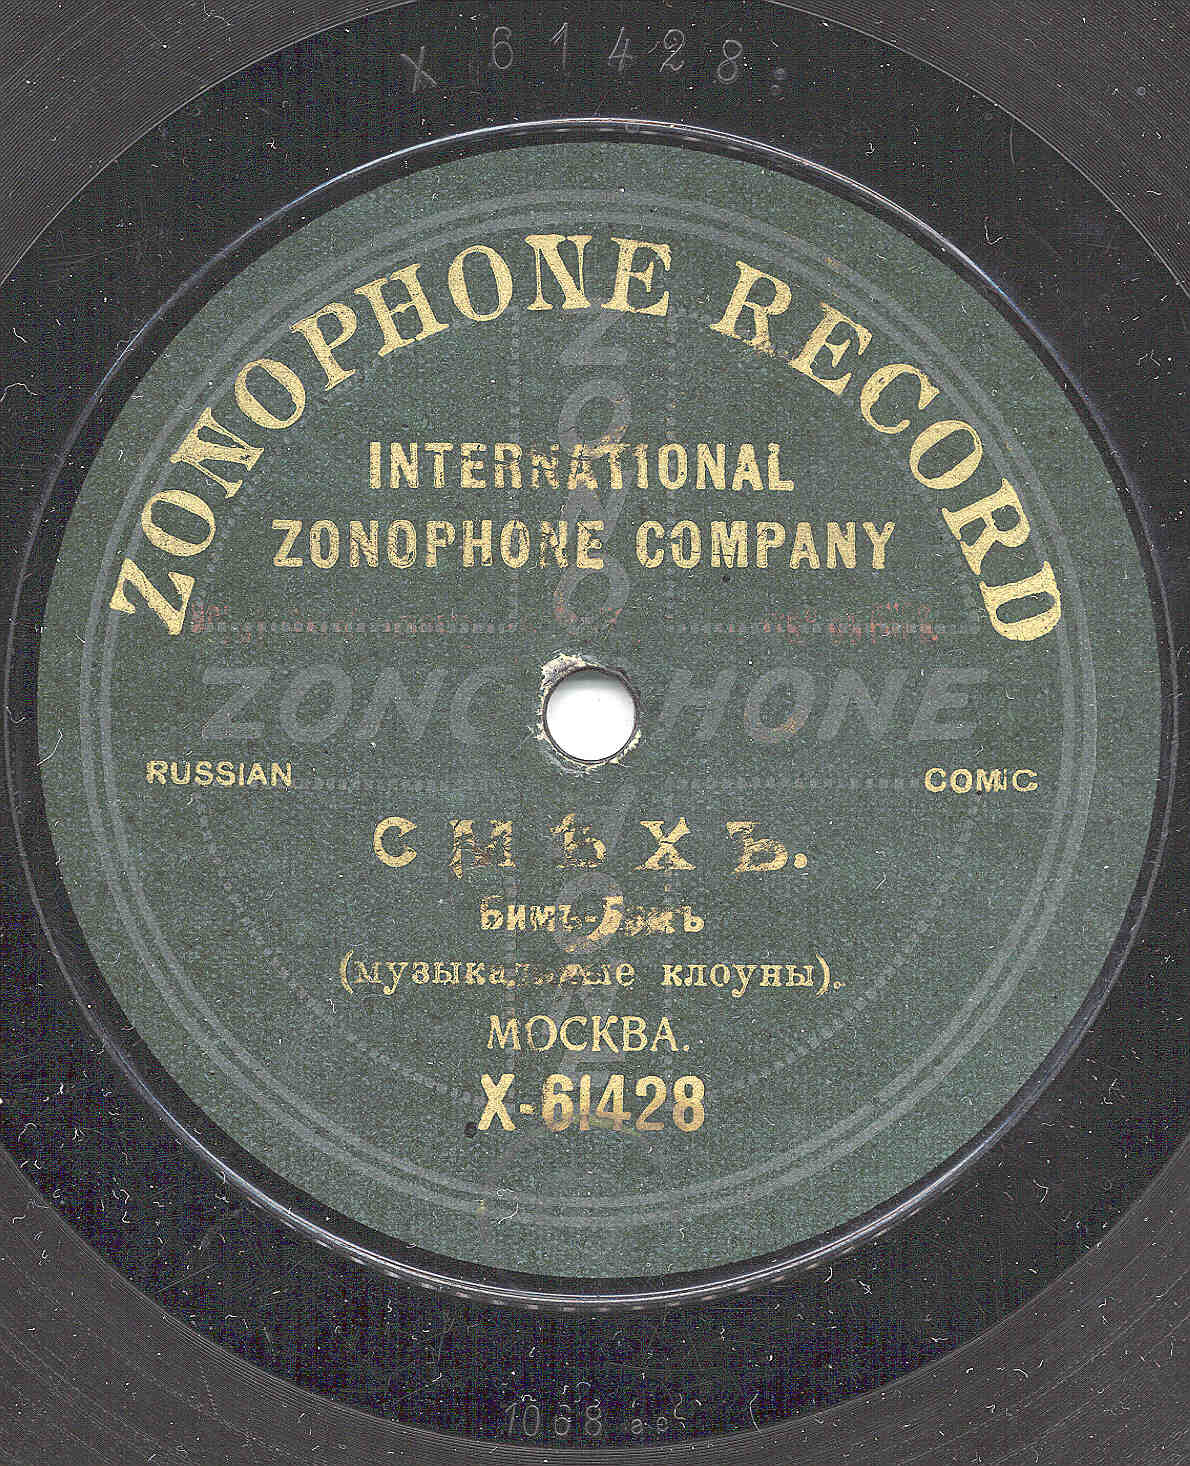 X 61428
ZONOPHONE RECORD
INTERNATIONAL
ZONOPHONE COMPANY
ZONOPHONE
RUSSIAN COMIC
СМѢХЪ.
Бимъ-Бомъ
(музыкальные клоуны).
МОСКВА.
X-61428
1068